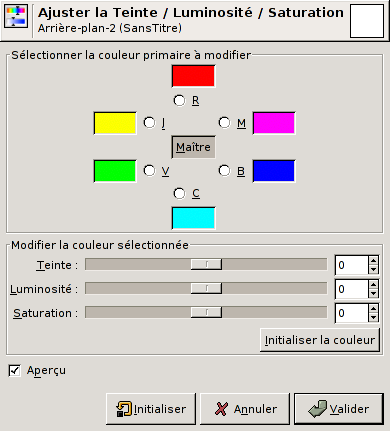 Ajuster la Teinte / Luminosité / Saturation
Arrière-plan-2 (SansTitre)
Sélectionner la couleur primaire à modifier
R
J
M
Maître
V
B
C
Modifier la couleur sélectionnée
Teinte : 0
Luminosité : 0
Saturation : 0
Initialiser la couleur
Aperçu
Initialiser Annuler Valider